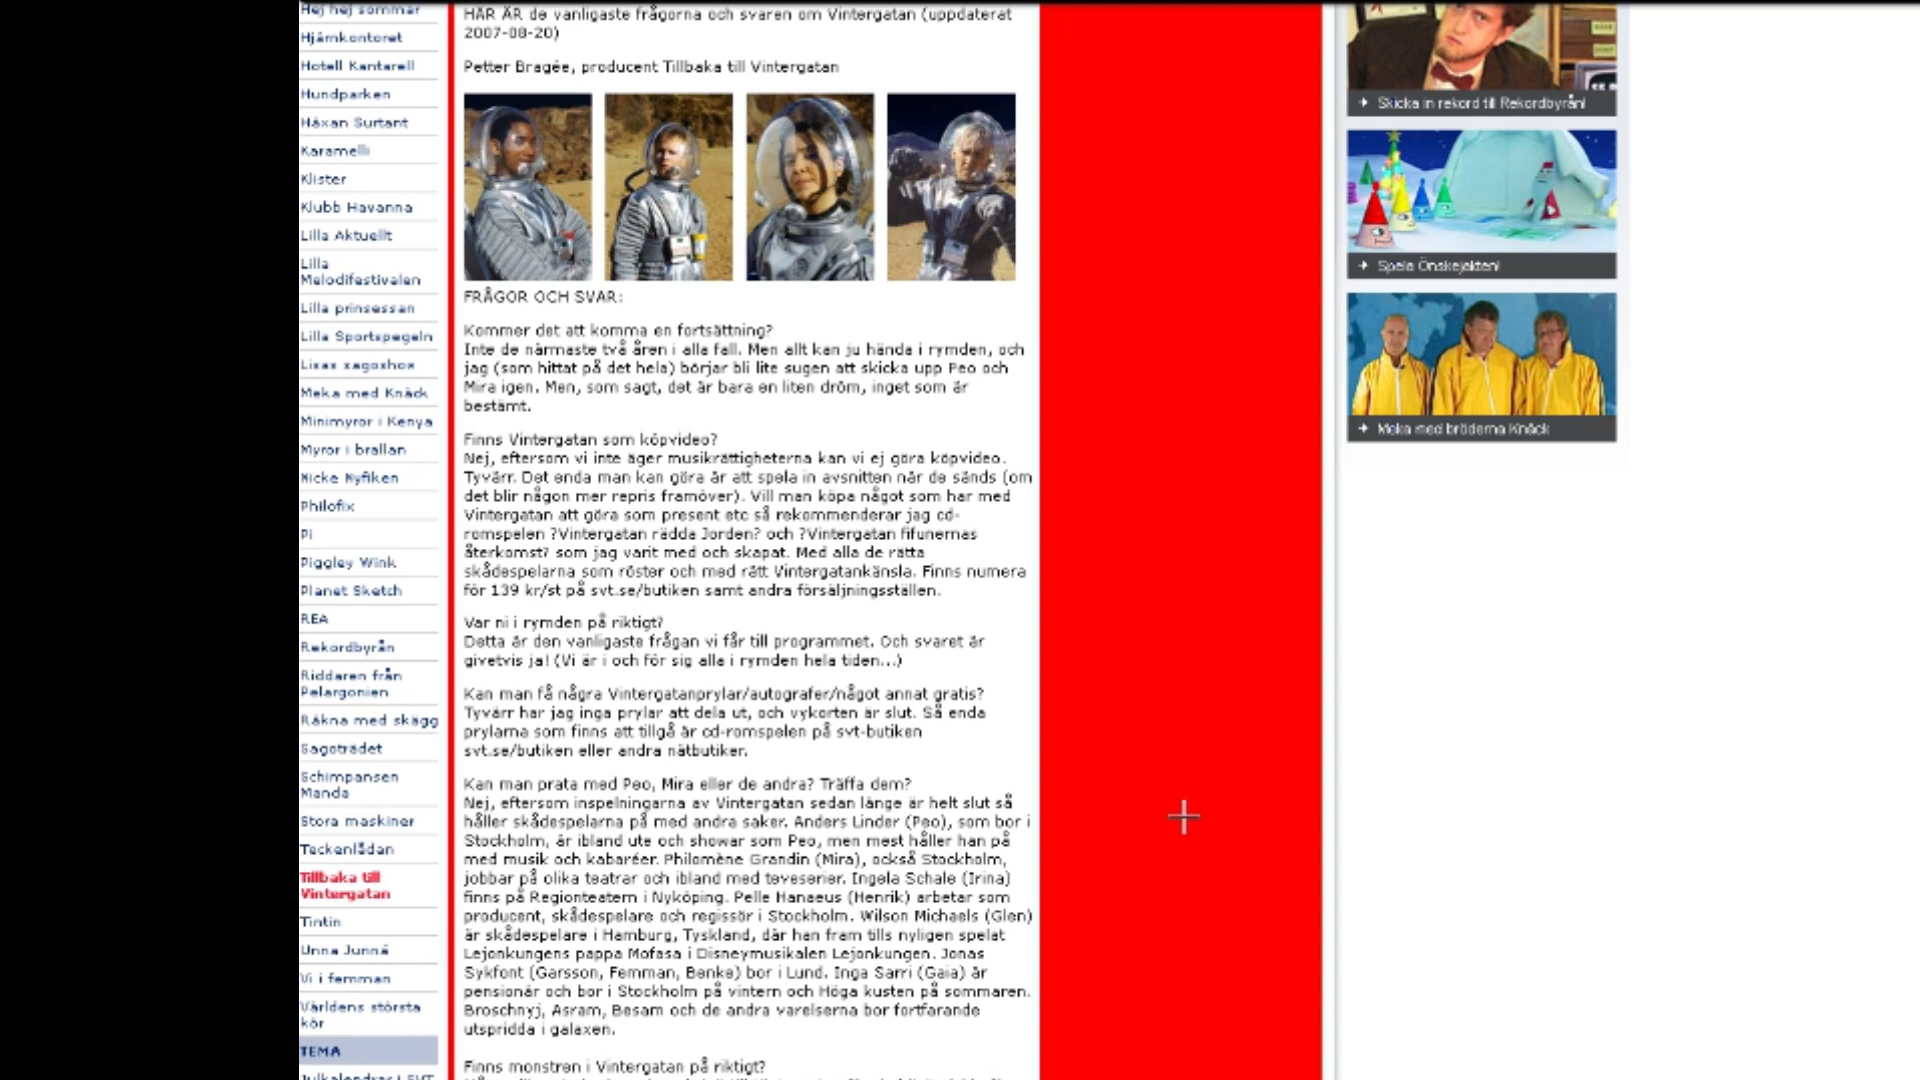 Hej hej sommar
Hjärnkontoret
Hotell Kantarell
Hundparken
Häxan Surtant
Karamelli
Klister
Klubb Havanna
Lilla Aktuellt
Lilla
Melodifestivalen
Lilla prinsessan
Lilla Sportspegeln
Lisas sagoshow
Meka med Knäck
Minimyror i Kenya
Myror i brallan
Nicke Nyfiken
Philofix
Pi
Piggley Wink
Planet Sketch
REA
Rekordbyrån
Riddaren från
Pelargonien
Räkna med skägg
Sagoträdet
Schimpansen
Manda
Stora maskiner
Teckenlådan
Tillbaka till
Vintergatan
Tintin
Unna Junná
Vi i femman
Världens största
kör
TEMA
Julkalendrar i SVT
HÄR ÄR de vanligaste frågorna och svaren om Vintergatan (uppdaterat
2007-08-20)
Petter Bragée, producent Tillbaka till Vintergatan
FRÅGOR OCH SVAR:
Kommer det att komma en fortsättning?
Inte de närmaste två åren i alla fall. Men allt kan ju hända i rymden, och
jag (som hittat på det hela) börjar bli lite sugen att skicka upp Peo och
Mira igen. Men, som sagt, det är bara en liten dröm, inget som är
bestämt.
Finns Vintergatan som köpvideo?
Nej, eftersom vi inte äger musikrättigheterna kan vi ej göra köpvideo.
Tyvärr. Det enda man kan göra är att spela in avsnitten när de sänds (om
det blir någon mer repris framöver). Vill man köpa något som har med
Vintergatan att göra som present etc så rekommenderar jag cd-
romspelen ?Vintergatan rädda Jorden? och ?Vintergatan fifunernas
återkomst? som jag varit med och skapat. Med alla de rätta
skådespelarna som röster och med rätt Vintergatankänsla. Finns numera
för 139 kr/st på svt.se/butiken samt andra försäljningsställen.
Var ni i rymden på riktigt?
Detta är den vanligaste frågan vi får till programmet. Och svaret är
givetvis ja! (Vi är i och för sig alla i rymden hela tiden...)
Kan man få några Vintergatanprylar/autografer/något annat gratis?
Tyvärr har jag inga prylar att dela ut, och vykorten är slut. Så enda
prylarna som finns att tillgå är cd-romspelen på svt-butiken
svt.se/butiken eller andra nätbutiker.
Kan man prata med Peo, Mira eller de andra? Träffa dem?
Nej, eftersom inspelningarna av Vintergatan sedan länge är helt slut så
håller skådespelarna på med andra saker. Anders Linder (Peo), som bor i
Stockholm, är ibland ute och showar som Peo, men mest håller han på
med musik och kabaréer. Philomène Grandin (Mira), också Stockholm,
jobbar på olika teatrar och ibland med teveserier. Ingela Schale (Irina)
finns på Regionteatern i Nyköping. Pelle Hanaeus (Henrik) arbetar som
producent, skådespelare och regissör i Stockholm. Wilson Michaels (Glen)
är skådespelare i Hamburg, Tyskland, där han fram tills nyligen spelat
Lejonkungens pappa Mofasa i Disneymusikalen Lejonkungen. Jonas
Sykfont (Garsson, Femman, Benke) bor i Lund. Inga Sarri (Gaia) är
pensionär och bor i Stockholm på vintern och Höga kusten på sommaren.
Broschnyj, Asram, Besam och de andra varelserna bor fortfarande
utspridda i galaxen.
Finns monstren i Vintergatan på riktigt?
Skicka in rekord till Rekordbyrån!
Spela Önskejakten!
Meka med bröderna Knäck